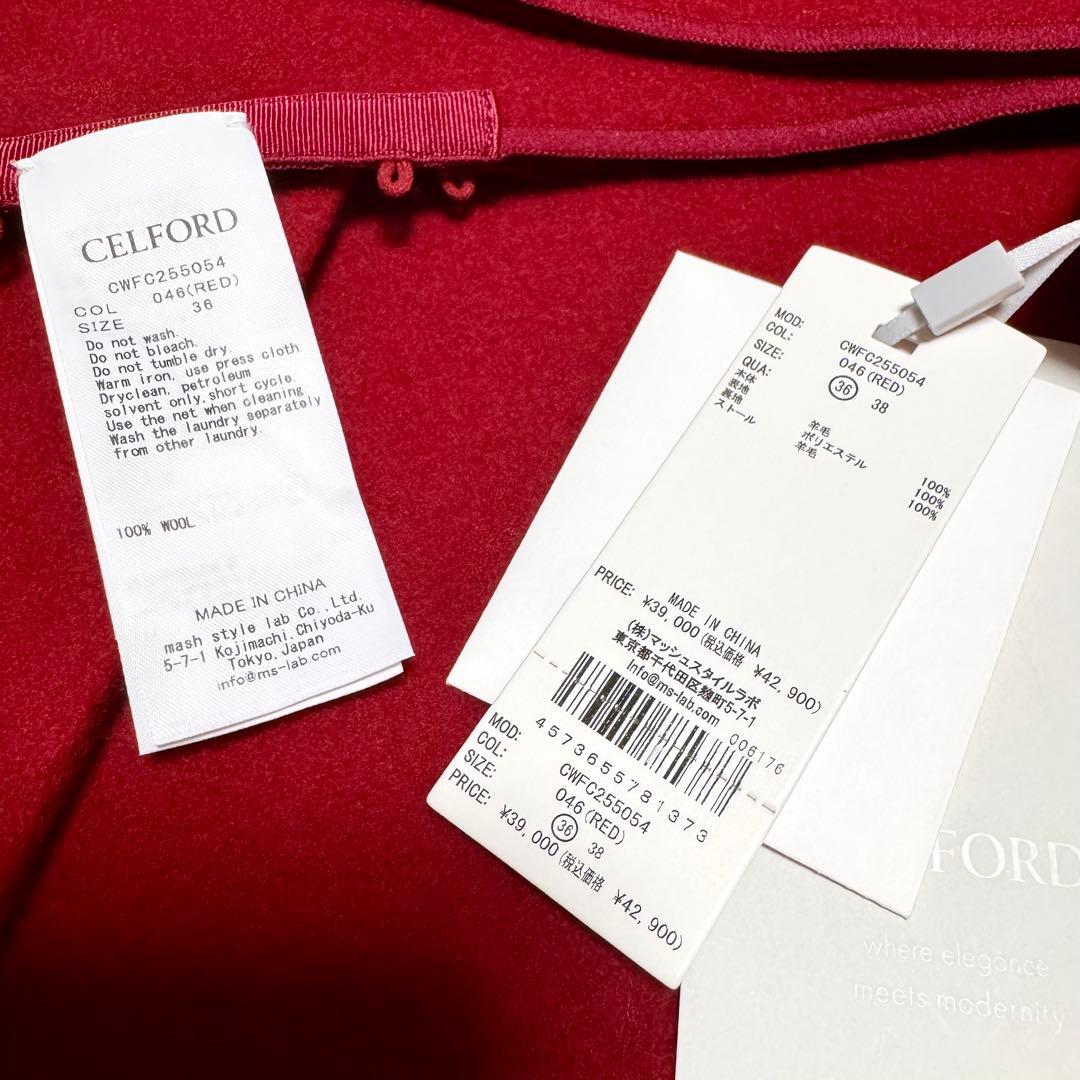 CELFORD
CWFC255054
COL 046(RED)
SIZE 36
Do not wash.
Do not bleach.
Do not tumble dry.
Warm iron, use press cloth
Dryclean, petroleum
solvent only, short cycle.
Use the net when cleaning
Wash the laundry separately
from other laundry.
100% WOOL
MADE IN CHINA
mash style lab Co.,Ltd.
5-7-1 Kojimachi,Chiyoda-Ku
Tokyo,Japan
info@ms-lab.com
MOD: CWFC255054
COL: 046(RED)
SIZE: 36 38
QUA:
本体
表地 羊毛 100%
裏地 ポリエステル 100%
ストール 羊毛 100%
MADE IN CHINA
PRICE: ¥39,000(税込価格 ¥42,900)
(株)マッシュスタイルラボ
東京都千代田区麹町5-7-1
Info@ms-lab.com
006176
4573655781373
MOD: CWFC255054
COL: 046(RED)
SIZE: 36 38
PRICE: ¥39,000(税込価格 ¥42,900)
FORD
where elegance
meets modernity